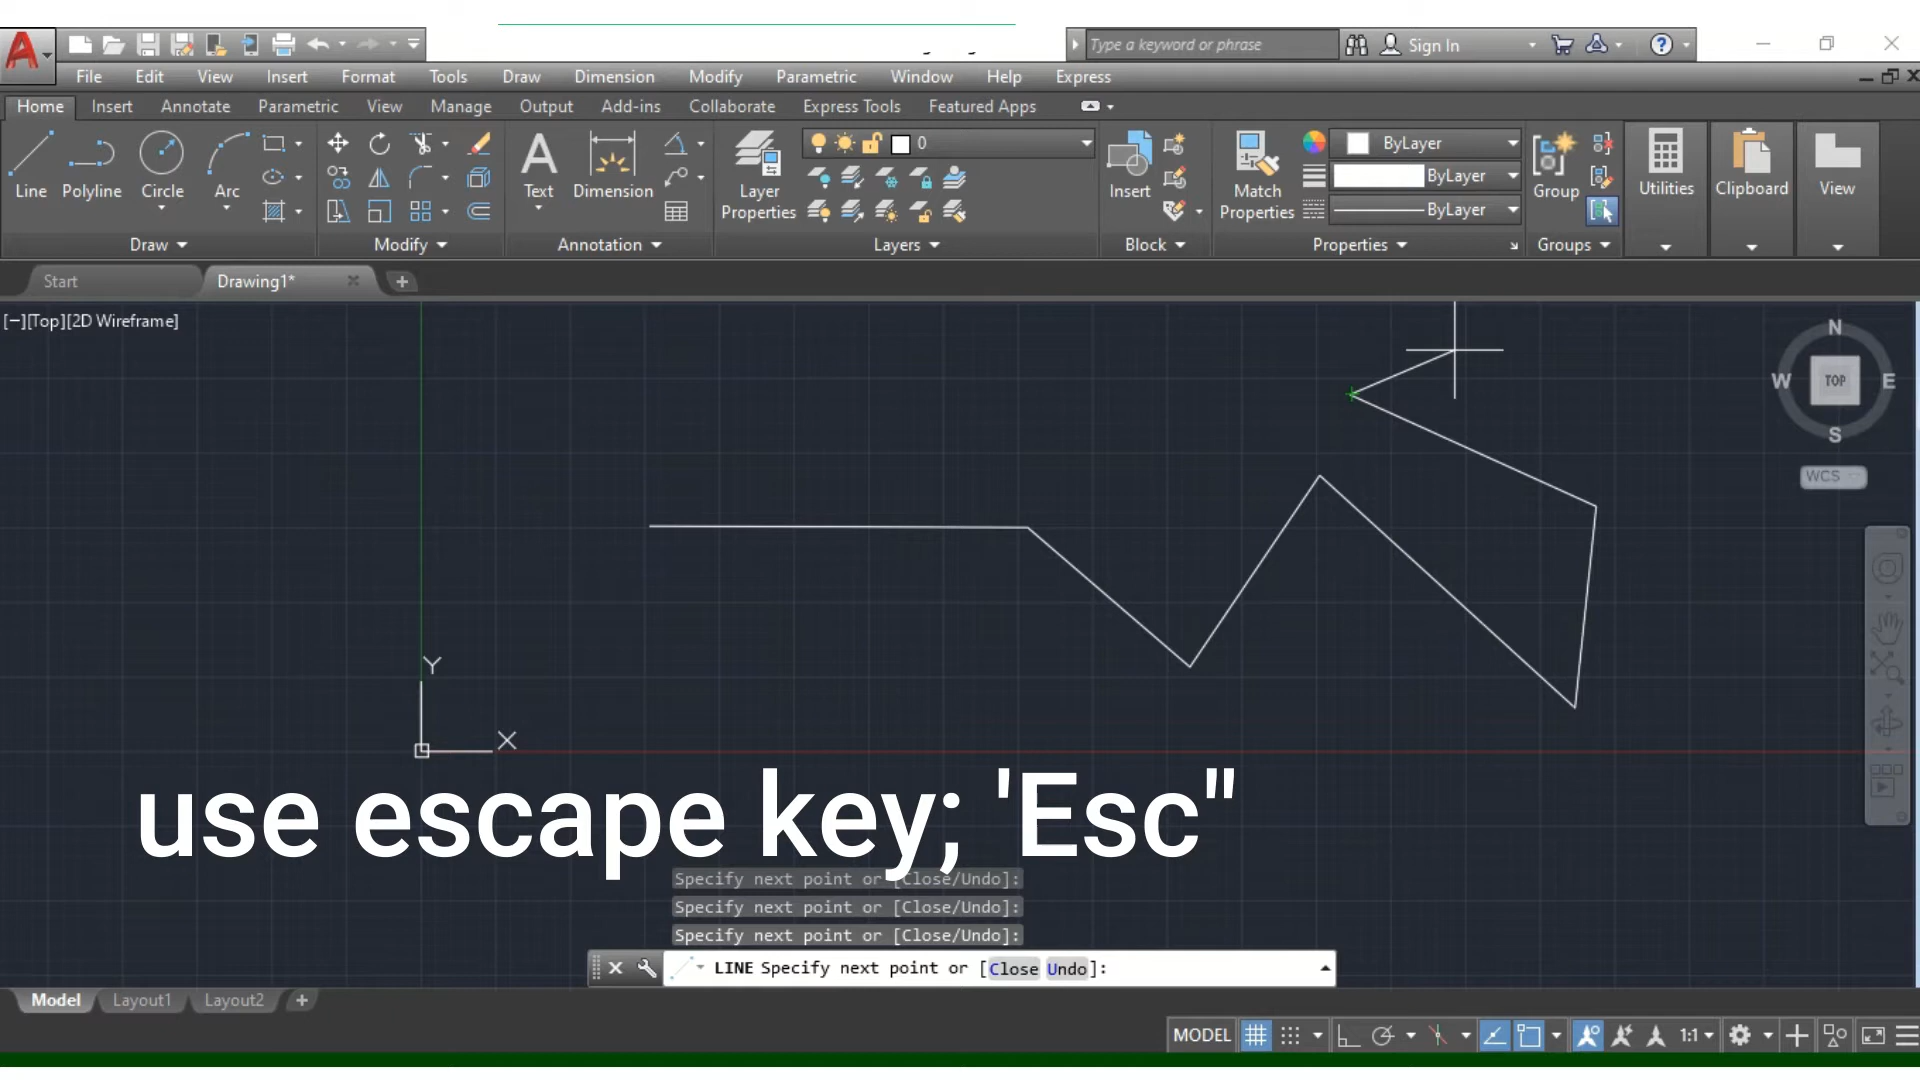 Type a keyword or phrase
Sign In
File Edit View Insert Format Tools Draw Dimension Modify Parametric Window Help Express
Home Insert Annotate Parametric View Manage Output Add-ins Collaborate Express Tools Featured Apps
0
ByLayer
ByLayer
ByLayer
Line Polyline Circle Arc
Text Dimension
Layer Properties
Insert
Match Properties
Group
Utilities
Clipboard
View
Draw Modify Annotation Layers Block Properties Groups
Start Drawing1*
[−][Top][2D Wireframe]
N
W TOP E
S
WCS
Y
X
use escape key; 'Esc"
Specify next point or [Close/Undo]:
Specify next point or [Close/Undo]:
Specify next point or [Close/Undo]:
LINE Specify next point or [Close Undo]:
Model Layout1 Layout2
MODEL 1:1